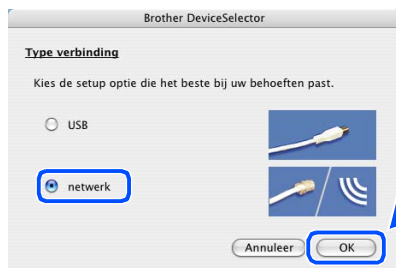 Brother DeviceSelector
Type verbinding
Kies de setup optie die het beste bij uw behoeften past.
USB
netwerk
Annuleer OK